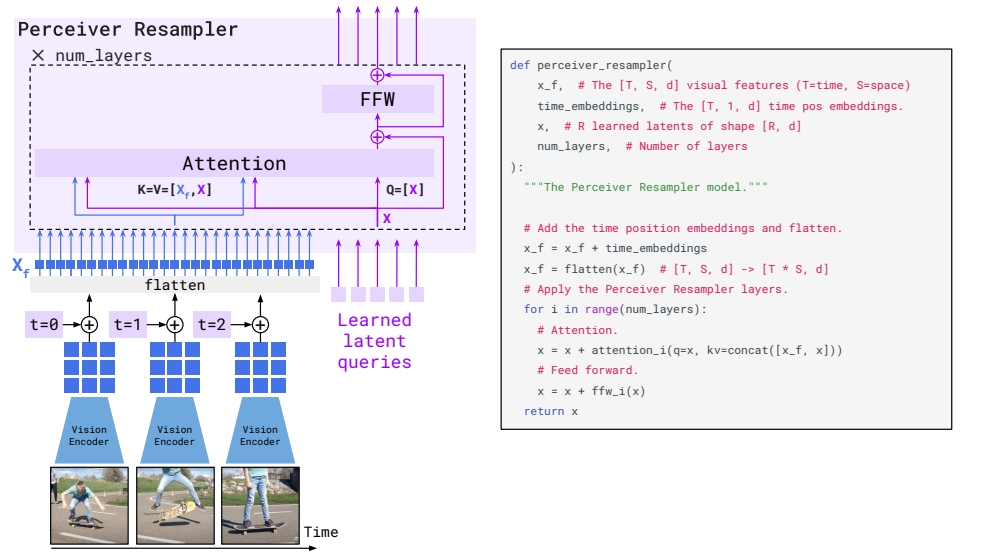 Perceiver Resampler
× num_layers
FFW
Attention
K=V=[Xf,X]
Q=[X]
X
Xf
flatten
t=0
t=1
t=2
Learned
latent
queries
Vision
Encoder
Vision
Encoder
Vision
Encoder
Time
def perceiver_resampler(
    x_f,  # The [T, S, d] visual features (T=time, S=space)
    time_embeddings,  # The [T, 1, d] time pos embeddings.
    x,  # R learned latents of shape [R, d]
    num_layers,  # Number of layers
):
  """The Perceiver Resampler model."""
  # Add the time position embeddings and flatten.
  x_f = x_f + time_embeddings
  x_f = flatten(x_f)  # [T, S, d] -> [T * S, d]
  # Apply the Perceiver Resampler layers.
  for i in range(num_layers):
    # Attention.
    x = x + attention_i(q=x, kv=concat([x_f, x]))
    # Feed forward.
    x = x + ffw_i(x)
  return x